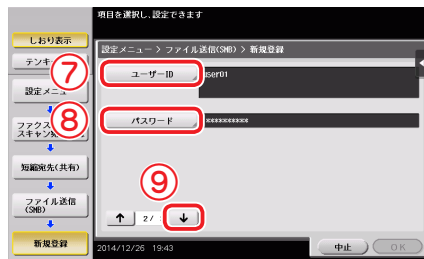 項目を選択し､設定できます
しおり表示
設定メニュー > ファイル送信(SMB) > 新規登録
テンキ
⑦
ユーザーID
user01
設定メニュ
⑧
パスワード
**********
ファクス
スキャン
短縮宛先(共有)
⑨
ファイル送信
(SMB)
↑ 2/ ↓
新規登録
2014/12/26 19:43
中止
OK